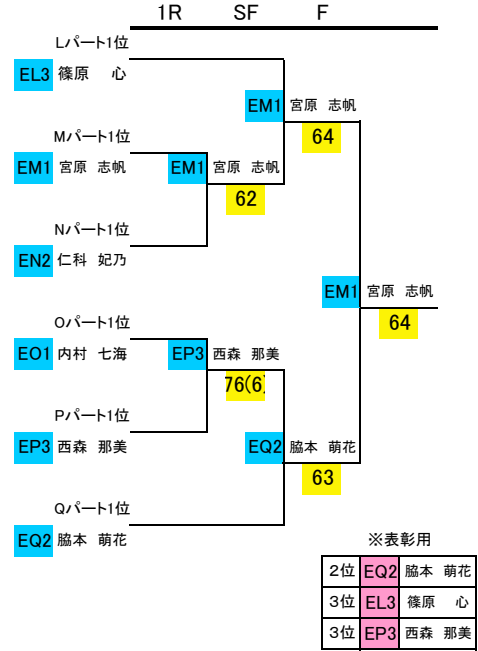 1R SF F
Lパート1位
EL3 篠原 心
EM1 宮原 志帆
64
Mパート1位
EM1 宮原 志帆
EM1 宮原 志帆
62
Nパート1位
EN2 仁科 妃乃
EM1 宮原 志帆
64
Oパート1位
EO1 内村 七海
EP3 西森 那美
76(6)
Pパート1位
EP3 西森 那美
EQ2 脇本 萌花
63
Qパート1位
EQ2 脇本 萌花
※表彰用
2位 EQ2 脇本 萌花
3位 EL3 篠原 心
3位 EP3 西森 那美